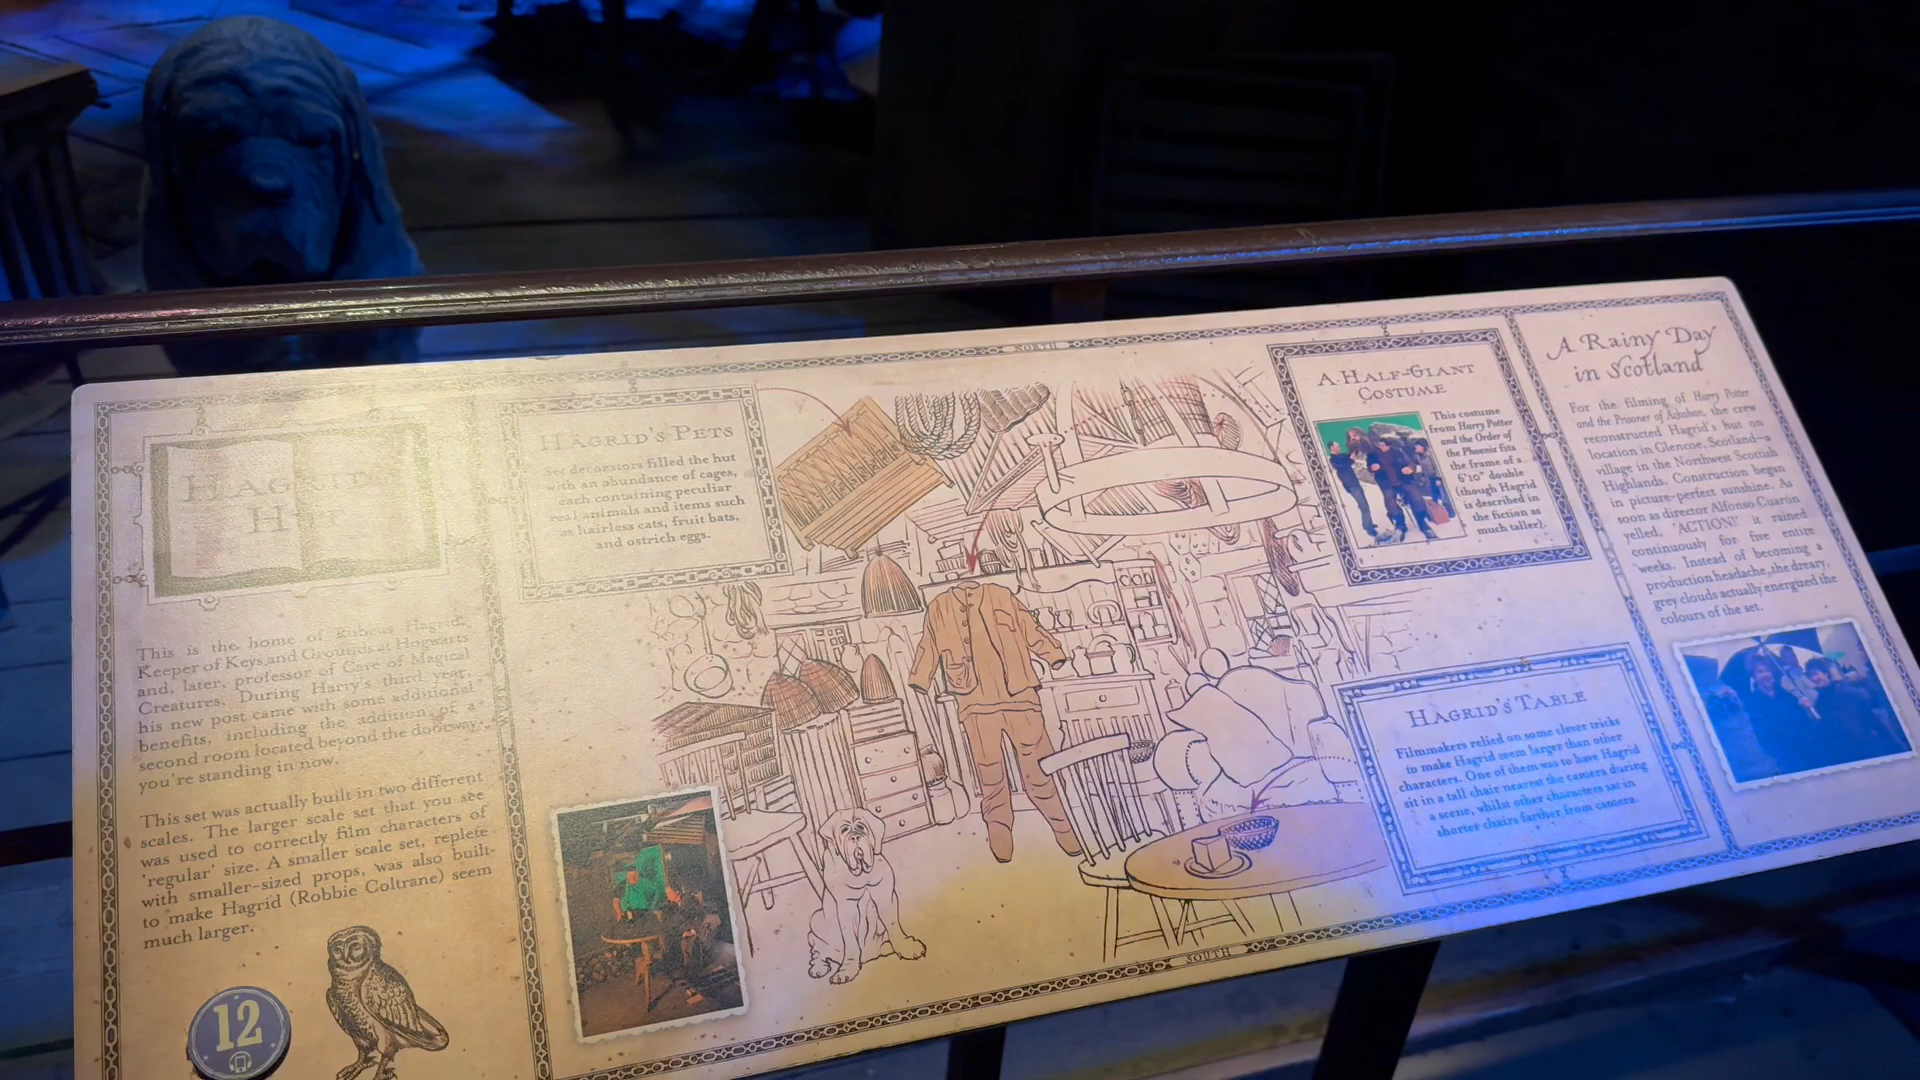 HAGRID'S
HUT
This is the home of Rubeus Hagrid,
Keeper of Keys and Grounds at Hogwarts
and, later, professor of Care of Magical
Creatures. During Harry's third year,
his new post came with some additional
benefits, including the addition of a
second room located beyond the doorway
you're standing in now.
This set was actually built in two different
scales. The larger scale set that you see
was used to correctly film characters of
'regular' size. A smaller scale set, replete
with smaller-sized props, was also built
to make Hagrid (Robbie Coltrane) seem
much larger.
12
HAGRID'S PETS
Set decorators filled the hut
with an abundance of cages,
each containing peculiar
real animals and items such
as hairless cats, fruit bats,
and ostrich eggs.
NORTH
SOUTH
A HALF-GIANT
COSTUME
This costume
from Harry Potter
and the Order of
the Phoenix fits
the frame of a
6'10" double
(though Hagrid
is described in
the fiction as
much taller).
HAGRID'S TABLE
Filmmakers relied on some clever tricks
to make Hagrid seem larger than other
characters. One of them was to have Hagrid
sit in a tall chair nearest the camera during
a scene, whilst other characters sat in
shorter chairs farther from camera.
A Rainy Day
in Scotland
For the filming of Harry Potter
and the Prisoner of Azkaban, the crew
reconstructed Hagrid's hut on
location in Glencoe, Scotland—a
village in the Northwest Scottish
Highlands. Construction began
in picture-perfect sunshine. As
soon as director Alfonso Cuarón
yelled, 'ACTION!' it rained
continuously for five entire
weeks. Instead of becoming a
production headache, the dreary,
grey clouds actually energized the
colours of the set.